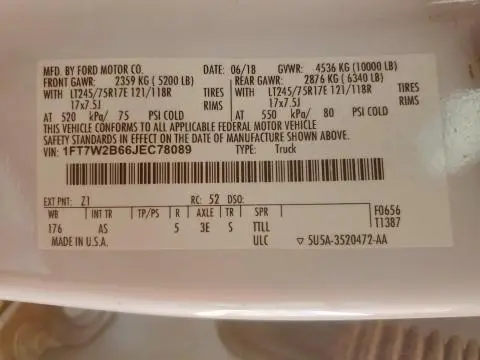 MFD. BY FORD MOTOR CO. DATE: 06/18 GVWR: 4536 KG (10000 LB)
FRONT GAWR: 2359 KG (5200 LB) REAR GAWR: 2876 KG (6340 LB)
WITH LT245/75R17E 121/118R TIRES WITH LT245/75R17E 121/118R TIRES
17x7.5J RIMS 17x7.5J RIMS
AT 520 kPa/ 75 PSI COLD AT 550 kPa/ 80 PSI COLD
THIS VEHICLE CONFORMS TO ALL APPLICABLE FEDERAL MOTOR VEHICLE
SAFETY STANDARDS IN EFFECT ON THE DATE OF MANUFACTURE SHOWN ABOVE.
VIN: 1FT7W2B66JEC78089 TYPE: Truck
EXT PNT: Z1 RC: 52 DSO:
WB INT TR TP/PS R AXLE TR SPR F0656
176 AS 5 3E S TTLL T1387
MADE IN U.S.A. ULC ▽ 5U5A-3520472-AA